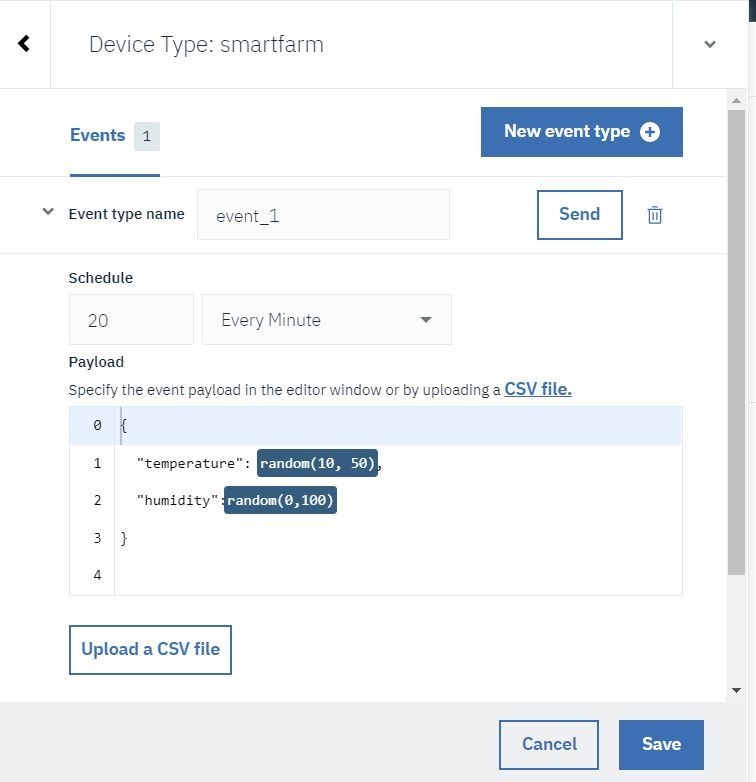 Device Type: smartfarm
Events 1
New event type
Event type name event_1 Send
Schedule
20 Every Minute
Payload
Specify the event payload in the editor window or by uploading a CSV file.
0 {
1 "temperature": random(10, 50),
2 "humidity":random(0,100)
3 }
4
Upload a CSV file
Cancel Save